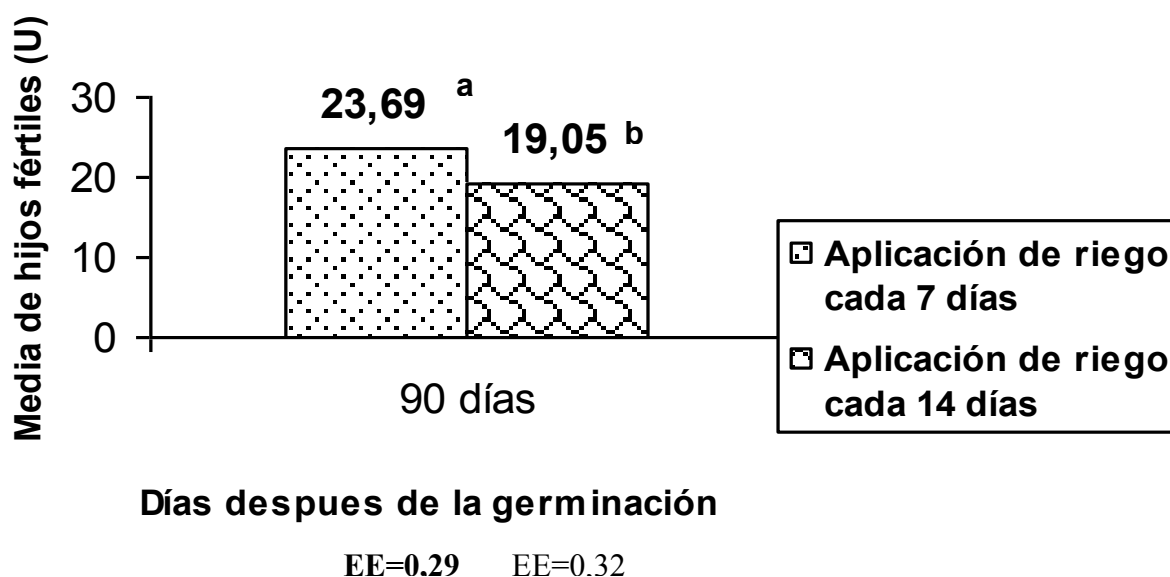 Media de hijos fértiles (U)
30
20
10
0
23,69 a
19,05 b
90 días
Aplicación de riego
cada 7 días
Aplicación de riego
cada 14 días
Días despues de la germinación
EE=0,29 EE=0,32